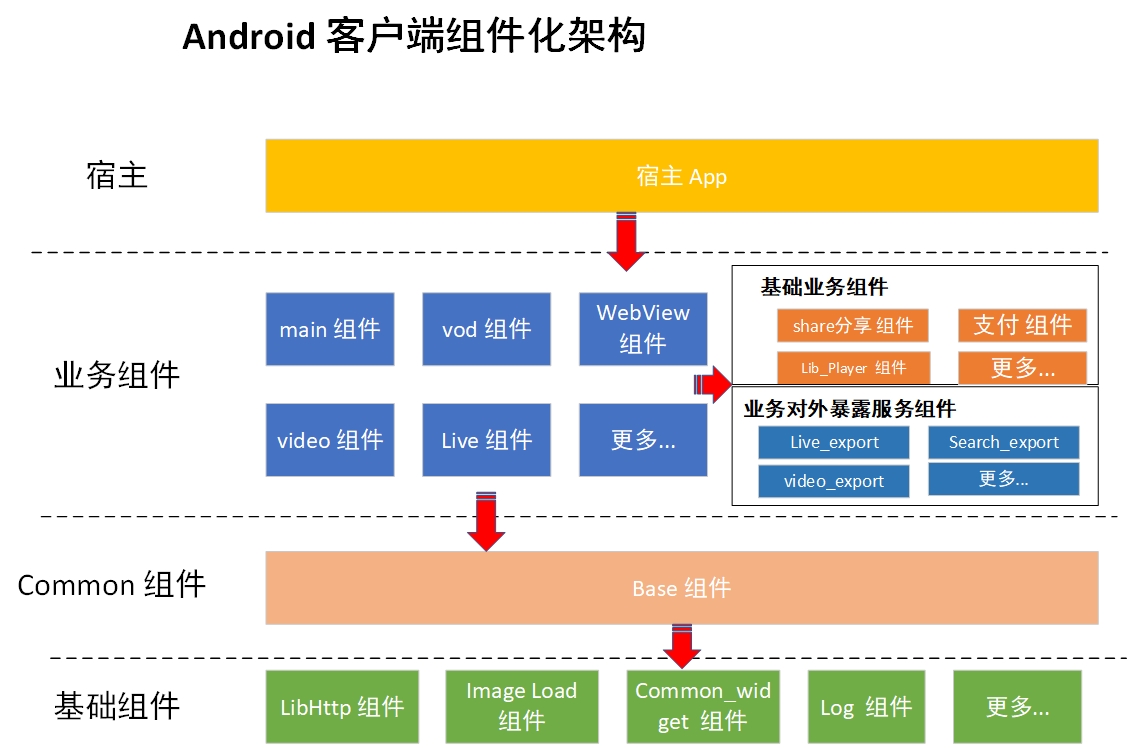 Android 客户端组件化架构
宿主
宿主 App
业务组件
main 组件
vod 组件
WebView
组件
video 组件
Live 组件
更多...
基础业务组件
share分享 组件
支付 组件
Lib_Player 组件
更多...
业务对外暴露服务组件
Live_export
Search_export
video_export
更多...
Common 组件
Base 组件
基础组件
LibHttp 组件
Image Load
组件
Common_wid
get 组件
Log 组件
更多...